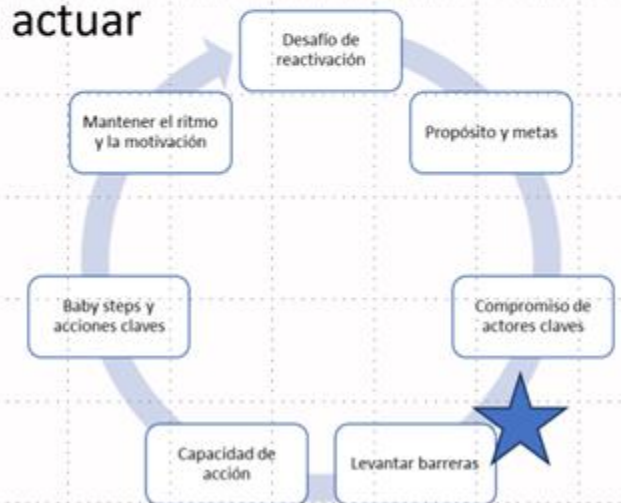 actuar
Desafío de
reactivación
Propósito y metas
Compromiso de
actores claves
Levantar barreras
Capacidad de
acción
Baby steps y
acciones claves
Mantener el ritmo
y la motivación